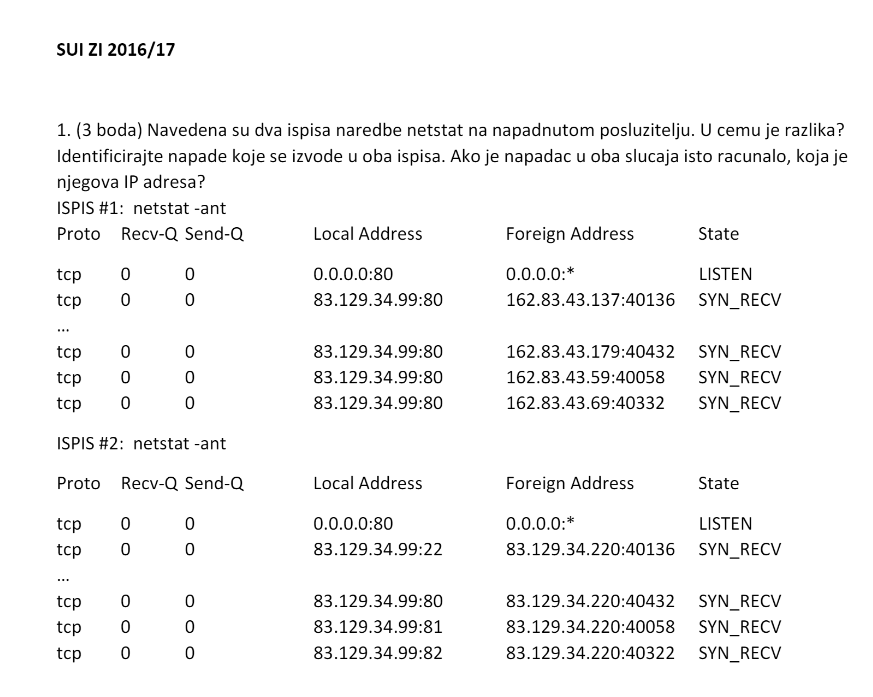 SUI ZI 2016/17
1. (3 boda) Navedena su dva ispisa naredbe netstat na napadnutom posluzitelju. U cemu je razlika?
Identificirajte napade koje se izvode u oba ispisa. Ako je napadac u oba slucaja isto racunalo, koja je
njegova IP adresa?
ISPIS #1: netstat -ant
Proto Recv-Q Send-Q Local Address Foreign Address State
tcp 0 0 0.0.0.0:80 0.0.0.0:* LISTEN
tcp 0 0 83.129.34.99:80 162.83.43.137:40136 SYN_RECV
...
tcp 0 0 83.129.34.99:80 162.83.43.179:40432 SYN_RECV
tcp 0 0 83.129.34.99:80 162.83.43.59:40058 SYN_RECV
tcp 0 0 83.129.34.99:80 162.83.43.69:40332 SYN_RECV
ISPIS #2: netstat -ant
Proto Recv-Q Send-Q Local Address Foreign Address State
tcp 0 0 0.0.0.0:80 0.0.0.0:* LISTEN
tcp 0 0 83.129.34.99:22 83.129.34.220:40136 SYN_RECV
...
tcp 0 0 83.129.34.99:80 83.129.34.220:40432 SYN_RECV
tcp 0 0 83.129.34.99:81 83.129.34.220:40058 SYN_RECV
tcp 0 0 83.129.34.99:82 83.129.34.220:40322 SYN_RECV